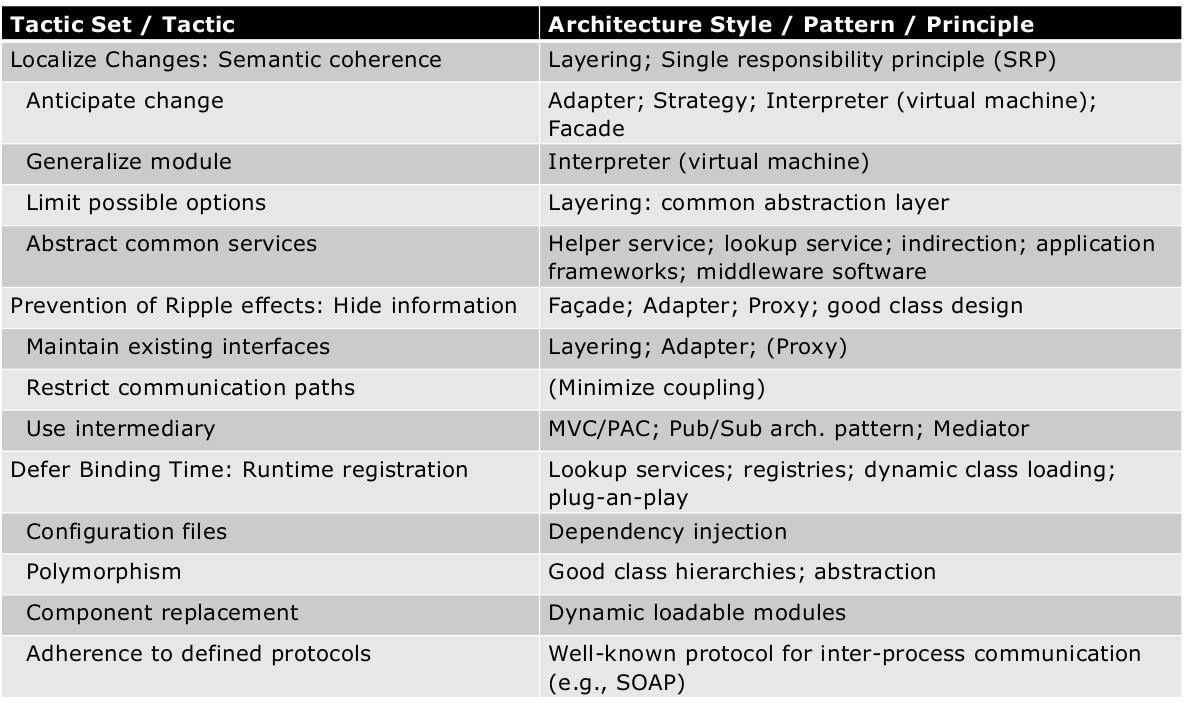 Tactic Set / Tactic
Architecture Style / Pattern / Principle
Localize Changes: Semantic coherence
Layering; Single responsibility principle (SRP)
Anticipate change
Adapter; Strategy; Interpreter (virtual machine);
Facade
Generalize module
Interpreter (virtual machine)
Limit possible options
Layering: common abstraction layer
Abstract common services
Helper service; lookup service; indirection; application
frameworks; middleware software
Prevention of Ripple effects: Hide information
Façade; Adapter; Proxy; good class design
Maintain existing interfaces
Layering; Adapter; (Proxy)
Restrict communication paths
(Minimize coupling)
Use intermediary
MVC/PAC; Pub/Sub arch. pattern; Mediator
Defer Binding Time: Runtime registration
Lookup services; registries; dynamic class loading;
plug-an-play
Configuration files
Dependency injection
Polymorphism
Good class hierarchies; abstraction
Component replacement
Dynamic loadable modules
Adherence to defined protocols
Well-known protocol for inter-process communication
(e.g., SOAP)